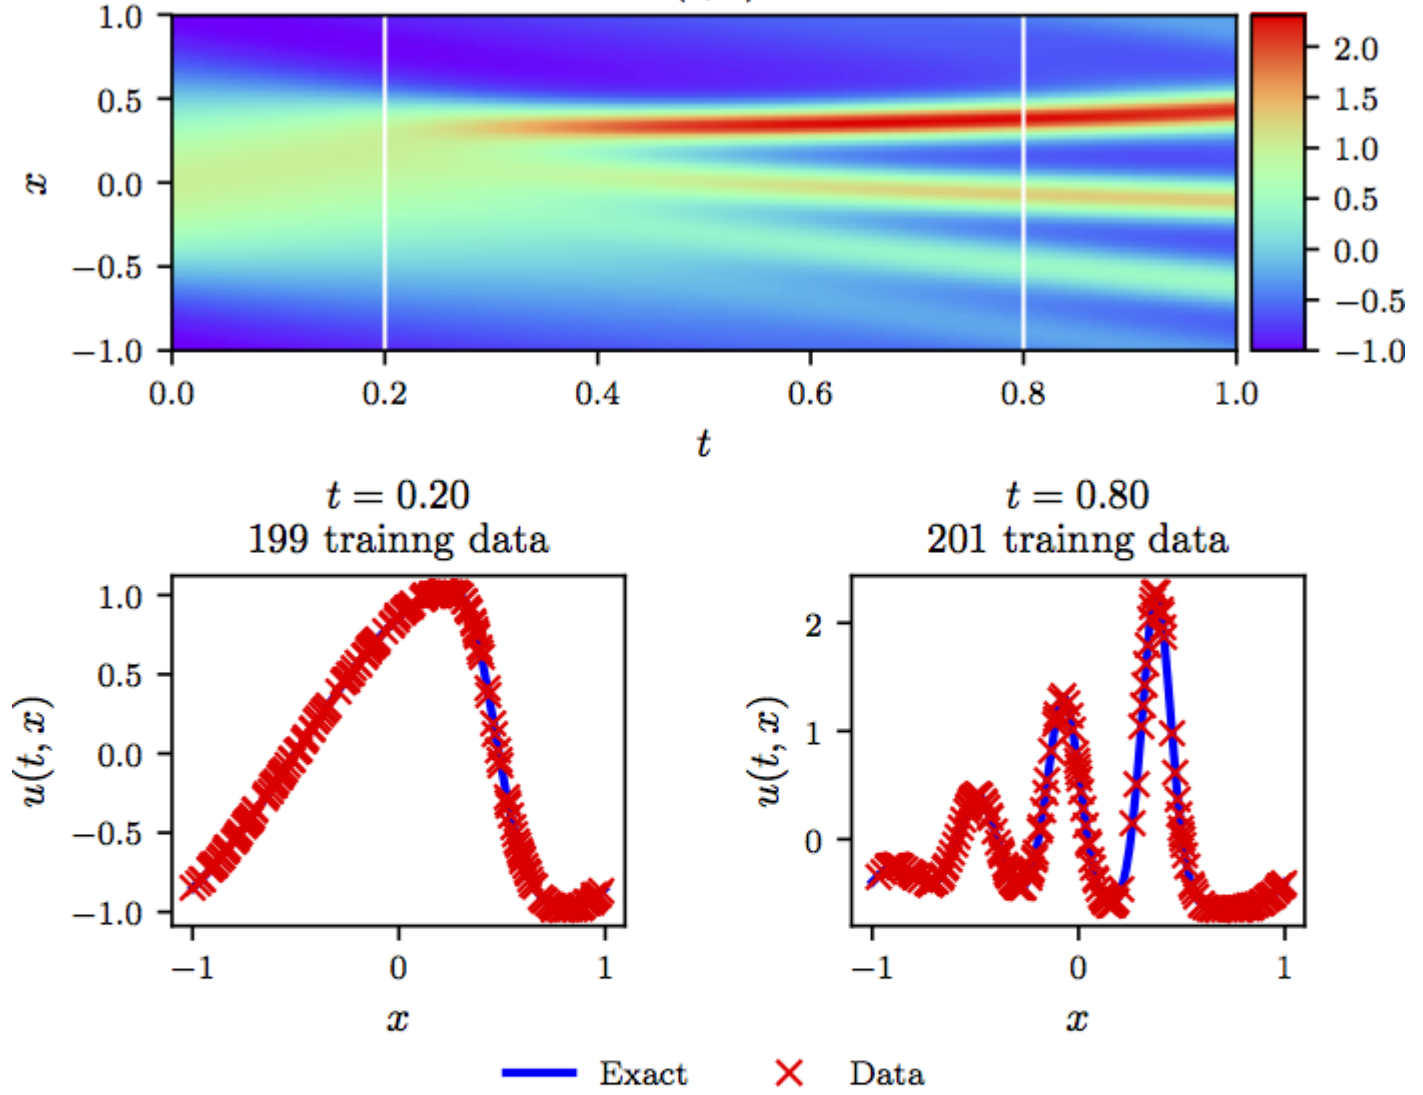 1.0
0.5
0.0
−0.5
−1.0
x
0.0 0.2 0.4 0.6 0.8 1.0
t
2.0
1.5
1.0
0.5
0.0
−0.5
−1.0
t = 0.20
199 trainng data
1.0
0.5
0.0
−0.5
−1.0
u(t, x)
−1 0 1
x
t = 0.80
201 trainng data
2
1
0
u(t, x)
−1 0 1
x
Exact Data